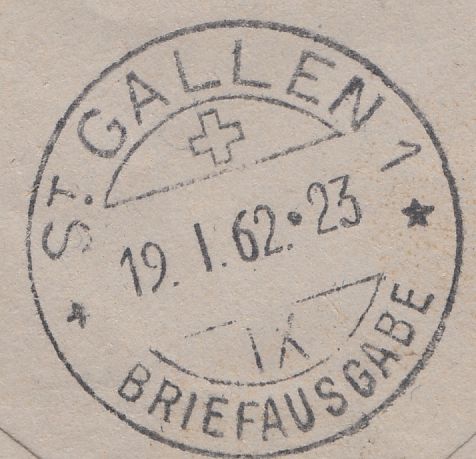 ST. GALLEN 1
19. I. 62.·23
IX
BRIEFAUSGABE